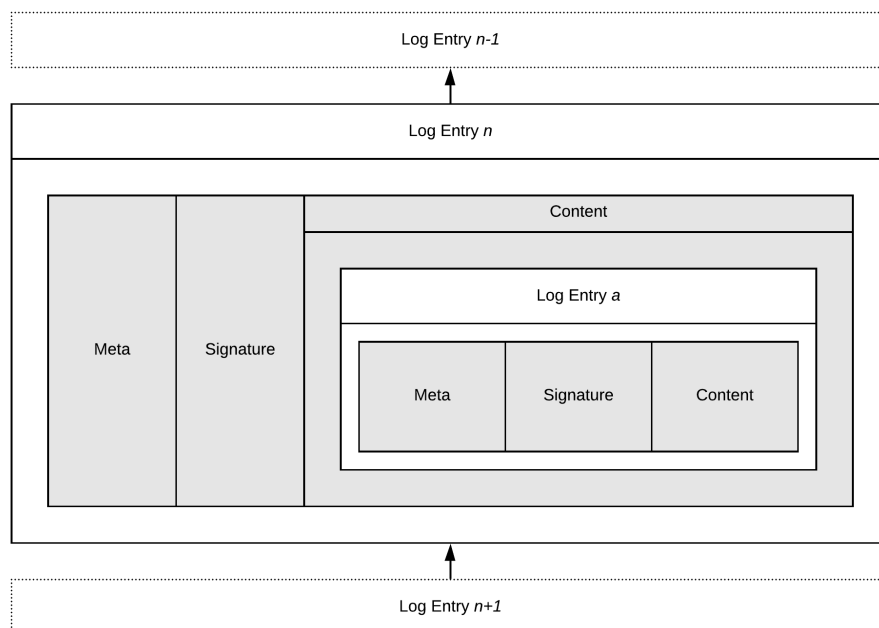 Log Entry n-1
Log Entry n
Content
Log Entry a
Meta
Signature
Meta
Signature
Content
Log Entry n+1